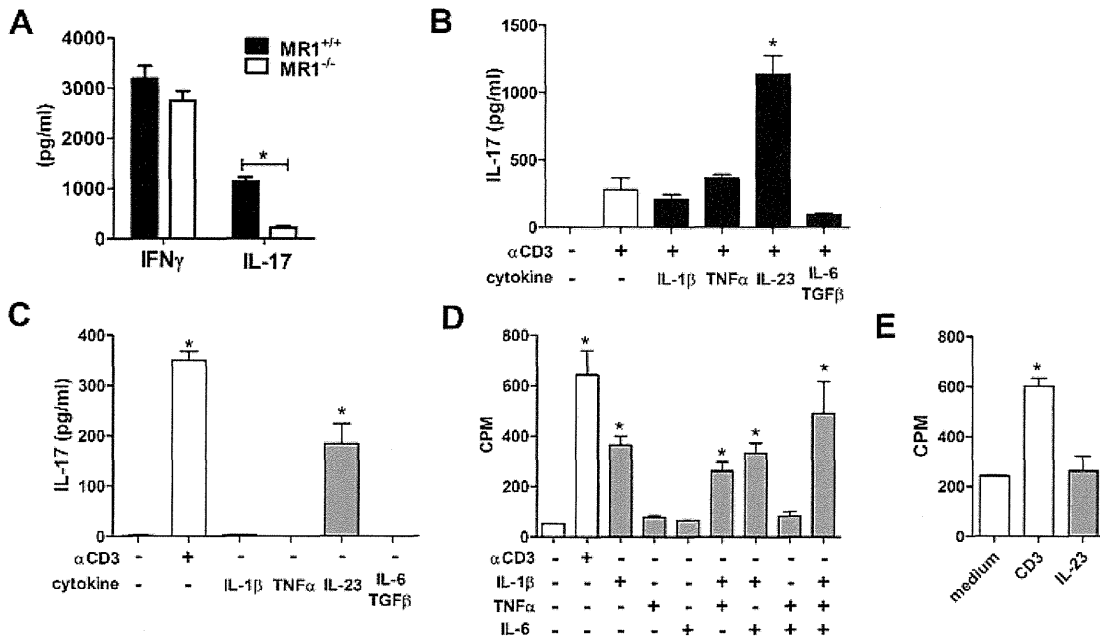 A
4000
3000
2000
1000
0
(pg/ml)
MR1+/+
MR1-/-
*
IFNγ IL-17
B
1500
1000
500
0
IL-17 (pg/ml)
*
αCD3 - + + + + +
cytokine - - IL-1β TNFα IL-23 IL-6
TGFβ
C
400
300
200
100
0
IL-17 (pg/ml)
* *
αCD3 - + - - - -
cytokine - - IL-1β TNFα IL-23 IL-6
TGFβ
D
800
600
400
200
0
CPM
* * * * *
αCD3 - + - - - - - - -
IL-1β - - + - - + + - +
TNFα - - - + - + - + +
IL-6 - - - - + - + + +
E
800
600
400
200
0
CPM
*
medium CD3 IL-23